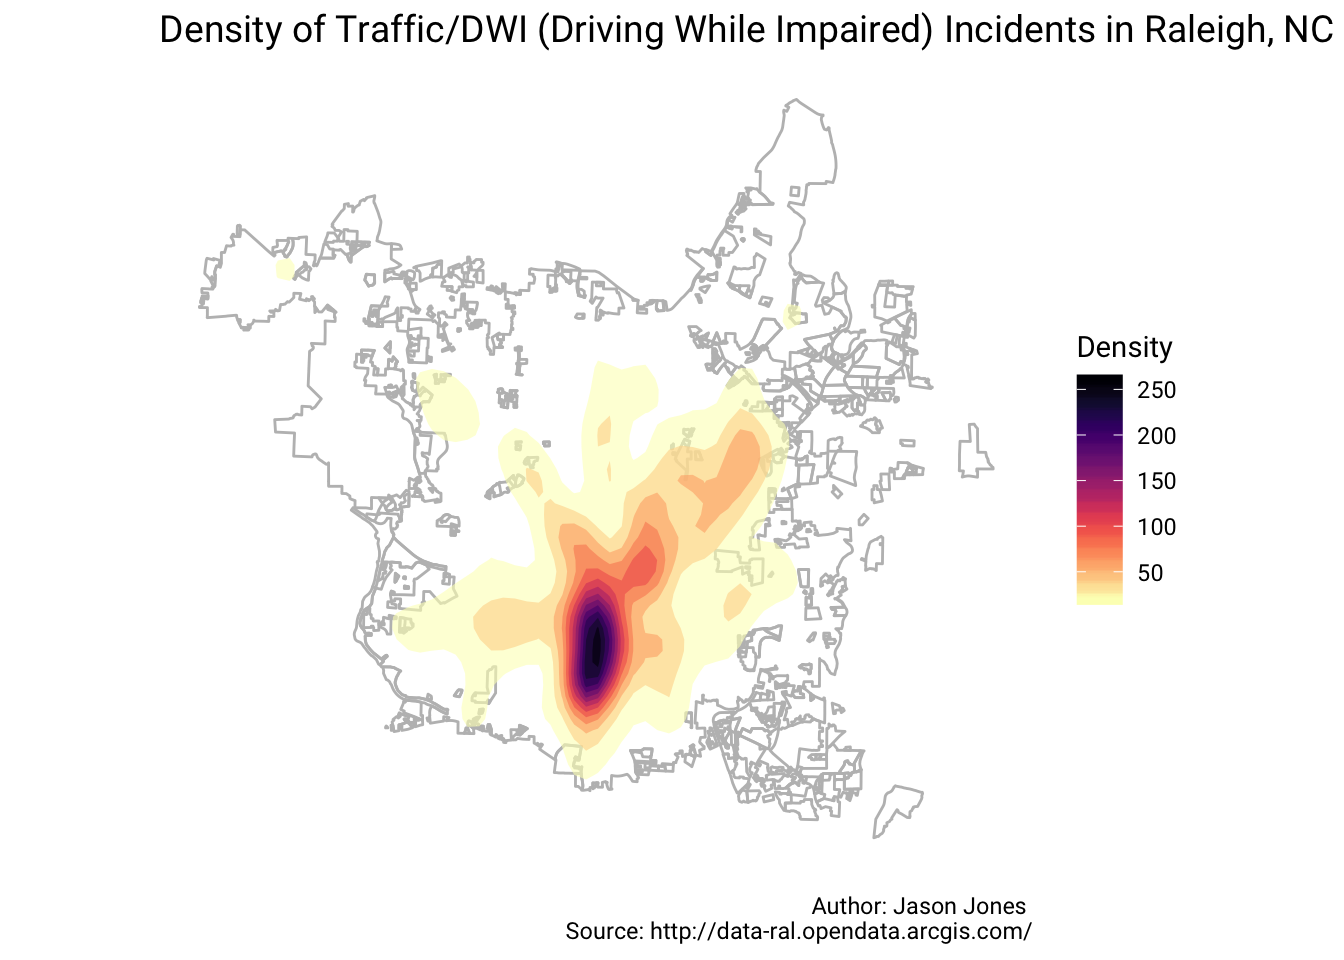 Density of Traffic/DWI (Driving While Impaired) Incidents in Raleigh, NC
Density
250
200
150
100
50
Author: Jason Jones
Source: http://data-ral.opendata.arcgis.com/